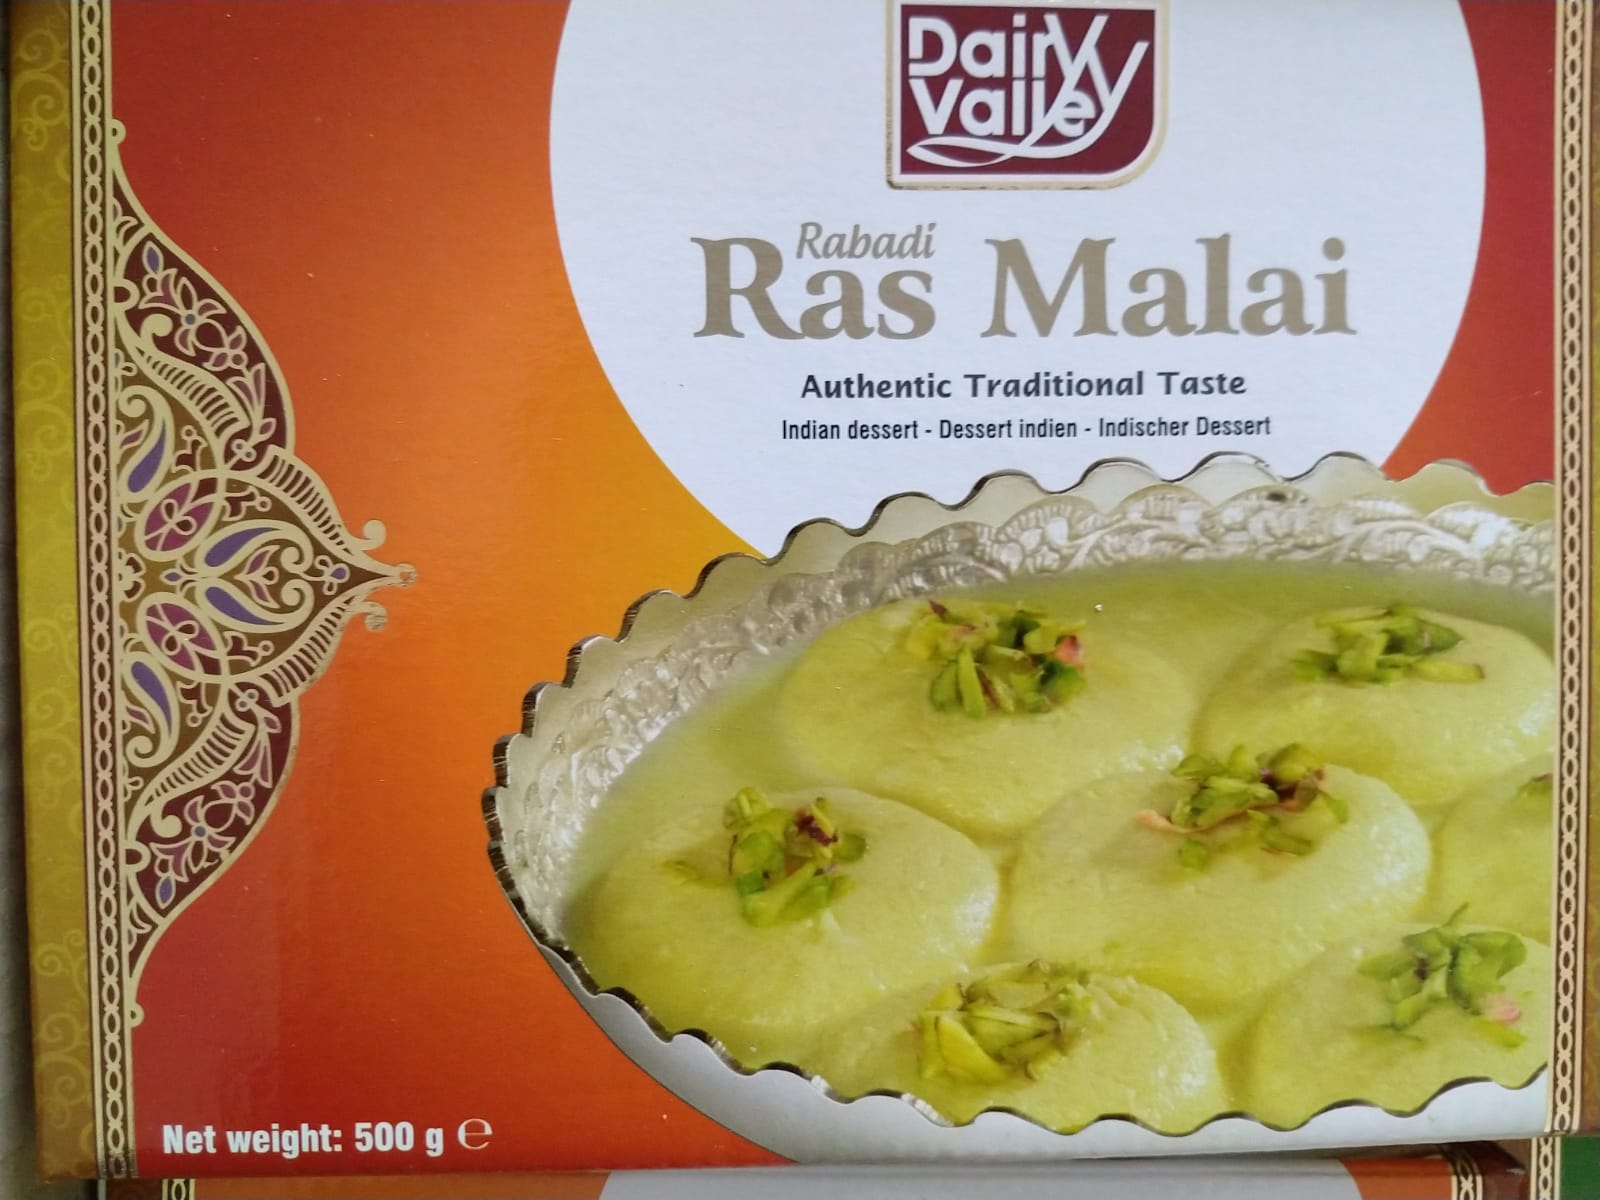 Dairy
Valley
Rabadi
Ras Malai
Authentic Traditional Taste
Indian dessert - Dessert indien - Indischer Dessert
Net weight: 500 g ℮